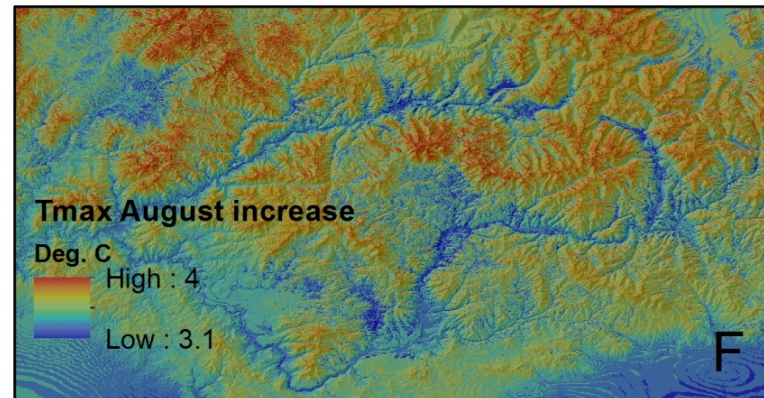 Tmax August increase
Deg. C
High : 4
Low : 3.1
F